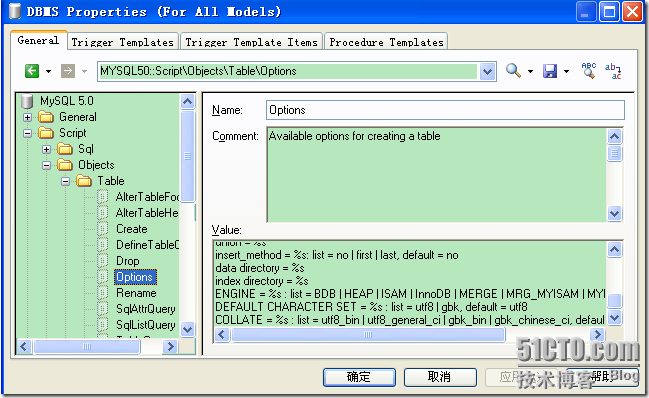 DBMS Properties (For All Models)
General Trigger Templates Trigger Template Items Procedure Templates
MYSQL50::Script\Objects\Table\Options
MySQL 5.0
General
Script
Sql
Objects
Table
AlterTableFoo
AlterTableHe
Create
DefineTableC
Drop
Options
Rename
SqlAttrQuery
SqlListQuery
Name: Options
Comment: Available options for creating a table
Value:
union = %s
insert_method = %s: list = no | first | last, default = no
data directory = %s
index directory = %s
ENGINE = %s : list = BDB | HEAP | ISAM | InnoDB | MERGE | MRG_MYISAM | MYI
DEFAULT CHARACTER SET = %s : list = utf8 | gbk, default = utf8
COLLATE = %s : list = utf8_bin | utf8_general_ci | gbk_bin | gbk_chinese_ci, defaul
确定 取消 帮助
51CTO.com
技术博客 Blog